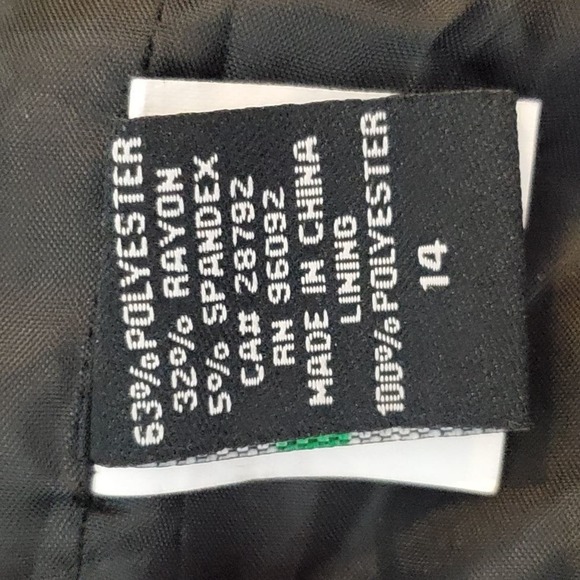 63% POLYESTER
32% RAYON
5% SPANDEX
CA# 28792
RN 96092
MADE IN CHINA
LINING
100% POLYESTER
14